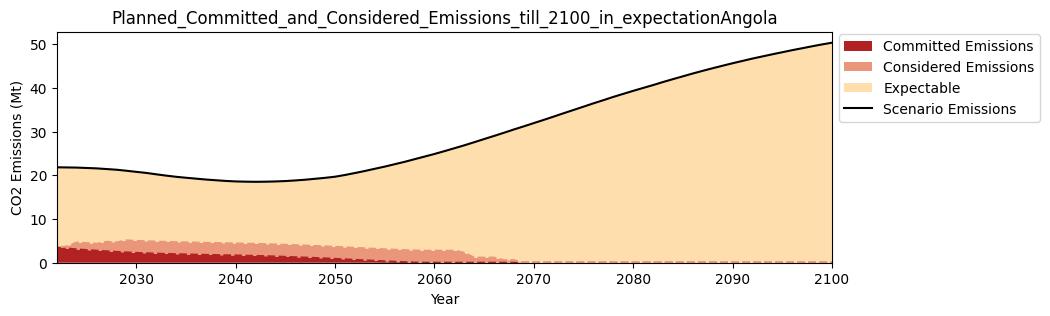 Planned_Committed_and_Considered_Emissions_till_2100_in_expectationAngola
Committed Emissions
Considered Emissions
Expectable
Scenario Emissions
CO2 Emissions (Mt)
50
40
30
20
10
0
2030 2040 2050 2060 2070 2080 2090 2100
Year